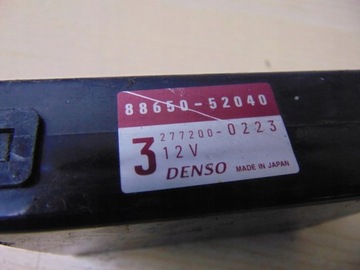 88650-52040
277200-0223
3 12V
DENSO MADE IN JAPAN